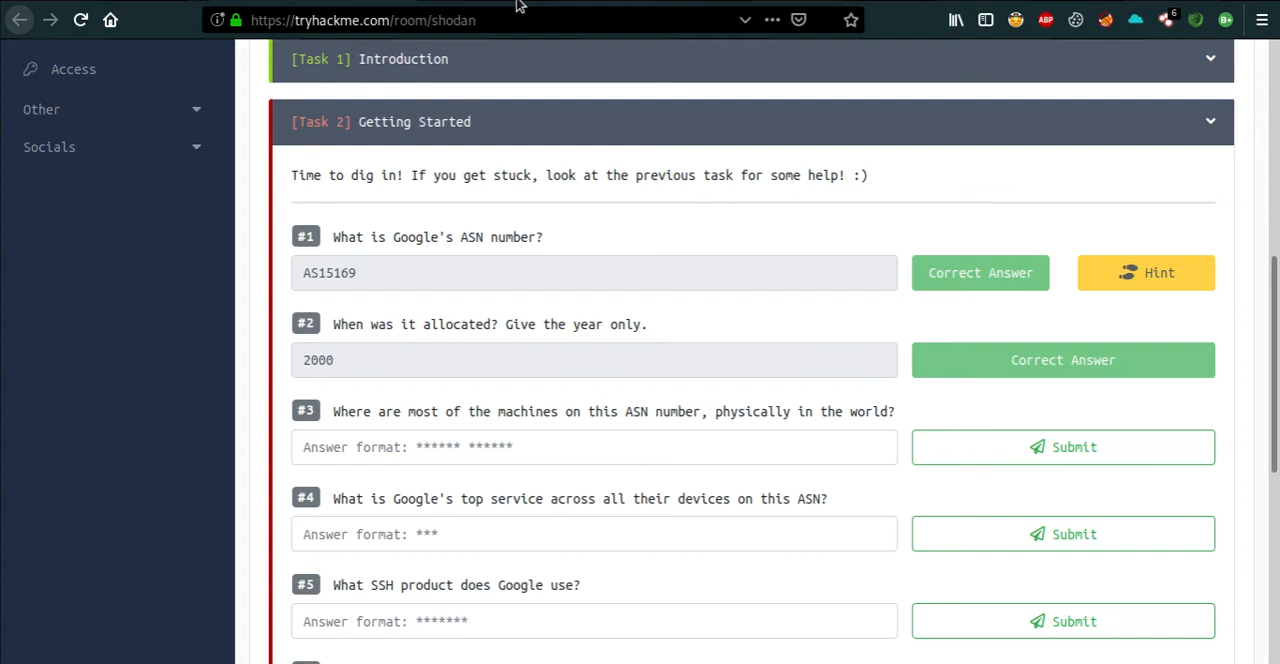 https://tryhackme.com/room/shodan
ABP
6
B+
Access
Other
Socials
[Task 1] Introduction
[Task 2] Getting Started
Time to dig in! If you get stuck, look at the previous task for some help! :)
#1 What is Google's ASN number?
AS15169 Correct Answer Hint
#2 When was it allocated? Give the year only.
2000 Correct Answer
#3 Where are most of the machines on this ASN number, physically in the world?
Answer format: ****** ****** Submit
#4 What is Google's top service across all their devices on this ASN?
Answer format: *** Submit
#5 What SSH product does Google use?
Answer format: ******* Submit